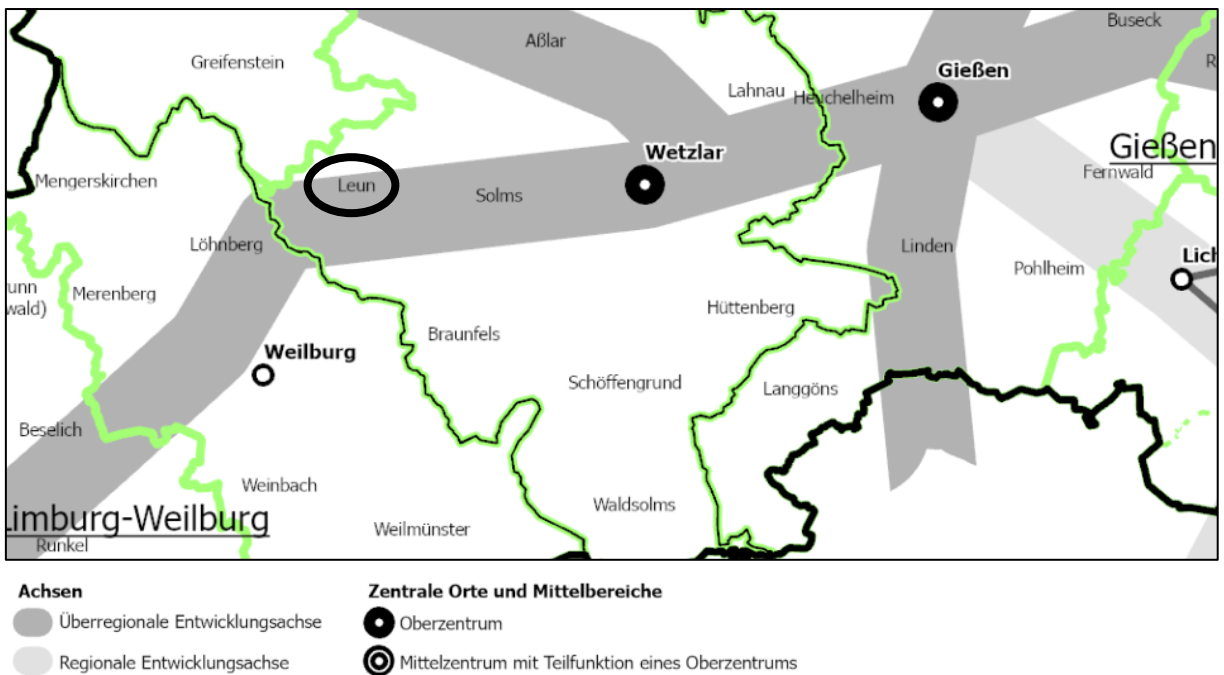 Buseck
Aßlar
Greifenstein
R
Gießen
Lahnau
Heuchelheim
Gießen
Wetzlar
Fernwald
Mengerskirchen
Leun
Solms
Löhnberg
Linden
Lich
Pohlheim
unn
wald)
Merenberg
Hüttenberg
Braunfels
Weilburg
Schöffengrund
Langgöns
Beselich
Weinbach
Waldsolms
Limburg-Weilburg
Weilmünster
Runkel
Achsen
Zentrale Orte und Mittelbereiche
Überregionale Entwicklungsachse
Oberzentrum
Regionale Entwicklungsachse
Mittelzentrum mit Teilfunktion eines Oberzentrums